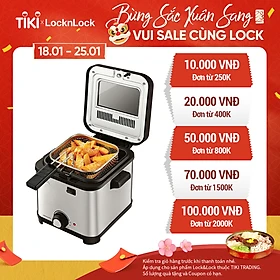 TIKI × LocknLock
18.01 - 25.01
Bừng Sắc Xuân Sang
VUI SALE CÙNG LOCK
10.000 VNĐ
Đơn từ 250K
20.000 VNĐ
Đơn từ 400K
50.000 VNĐ
Đơn từ 800K
70.000 VNĐ
Đơn từ 1500K
100.000 VNĐ
Đơn từ 2000K
Kiểm tra giỏ hàng trước khi thanh toán nhé.
Áp dụng cho sản phẩm Lock&Lock thuộc TIKI TRADING.
Số lượng quà tặng và Coupon có hạn.